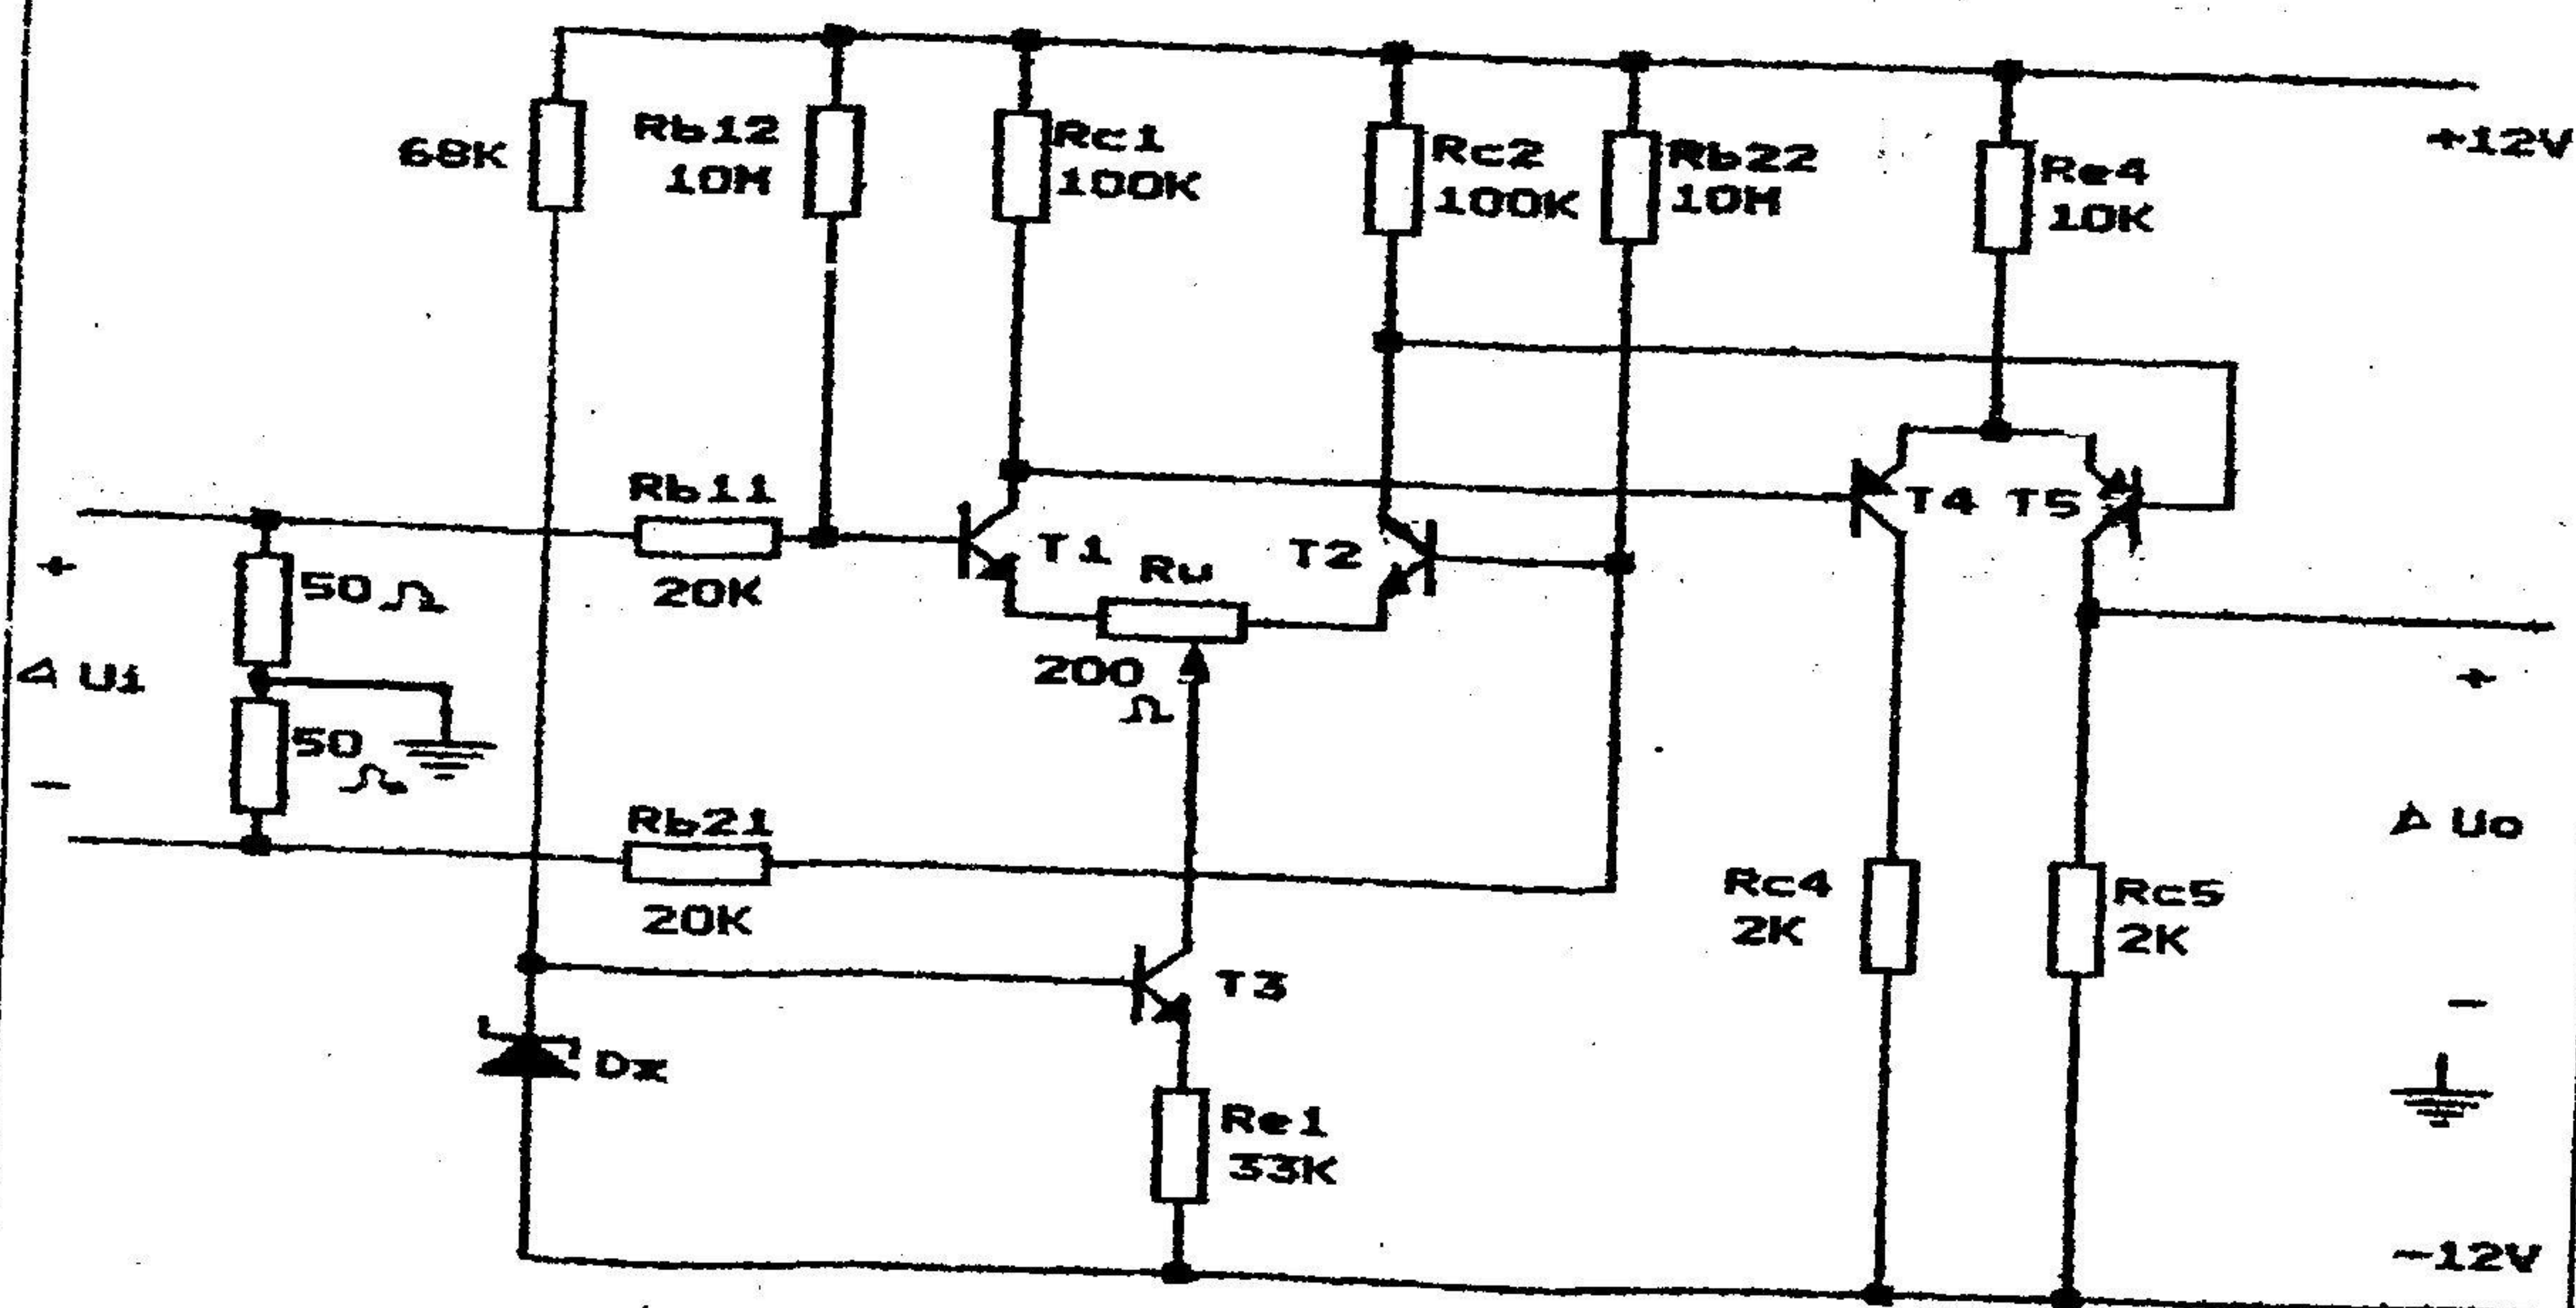 68K
Rb12
10M
Rc1
100K
Rc2
100K
Rb22
10M
Re4
10K
+12V
Rb11
20K
T1
Ru
200
Ω
T2
T4
T5
+
50 Ω
Δ Ui
50
Ω
-
Rb21
20K
+
Δ Uo
-
Rc4
2K
Rc5
2K
T3
Dz
Re1
33K
-12V